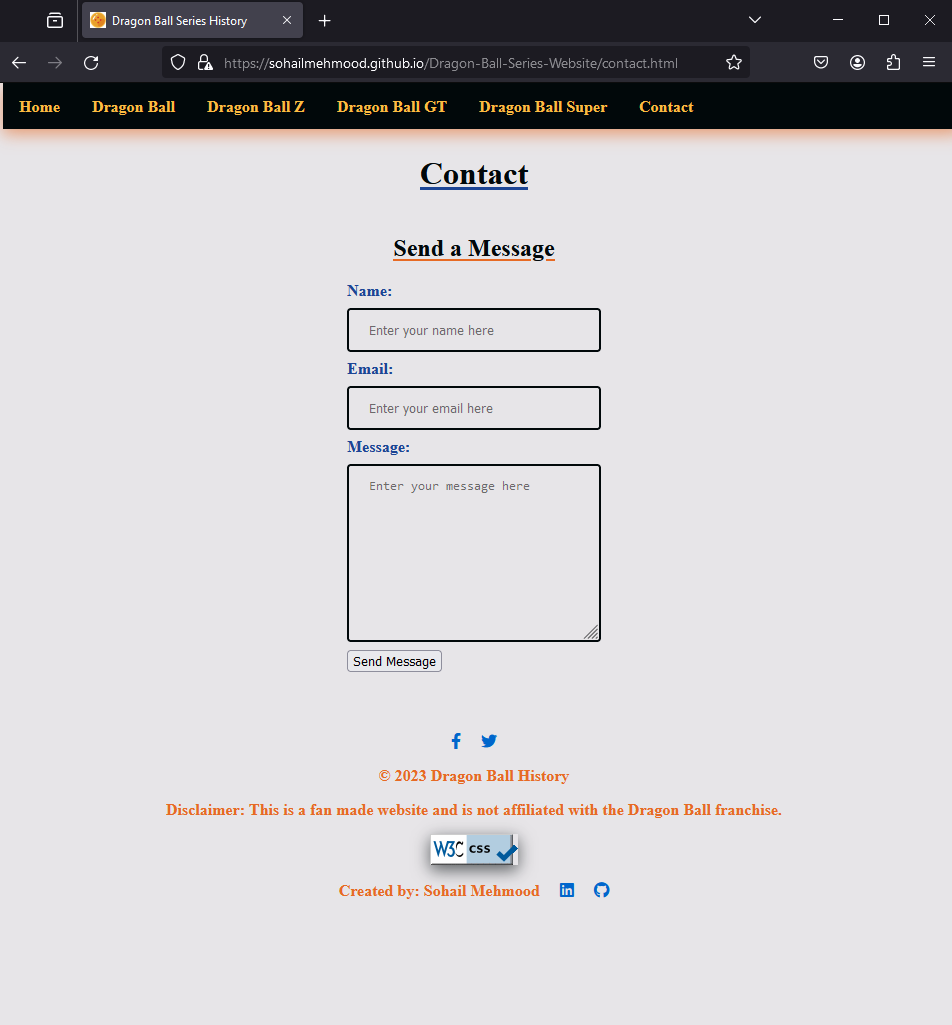 Dragon Ball Series History
https://sohailmehmood.github.io/Dragon-Ball-Series-Website/contact.html
Home Dragon Ball Dragon Ball Z Dragon Ball GT Dragon Ball Super Contact
Contact
Send a Message
Name:
Enter your name here
Email:
Enter your email here
Message:
Enter your message here
Send Message
© 2023 Dragon Ball History
Disclaimer: This is a fan made website and is not affiliated with the Dragon Ball franchise.
W3C css
Created by: Sohail Mehmood